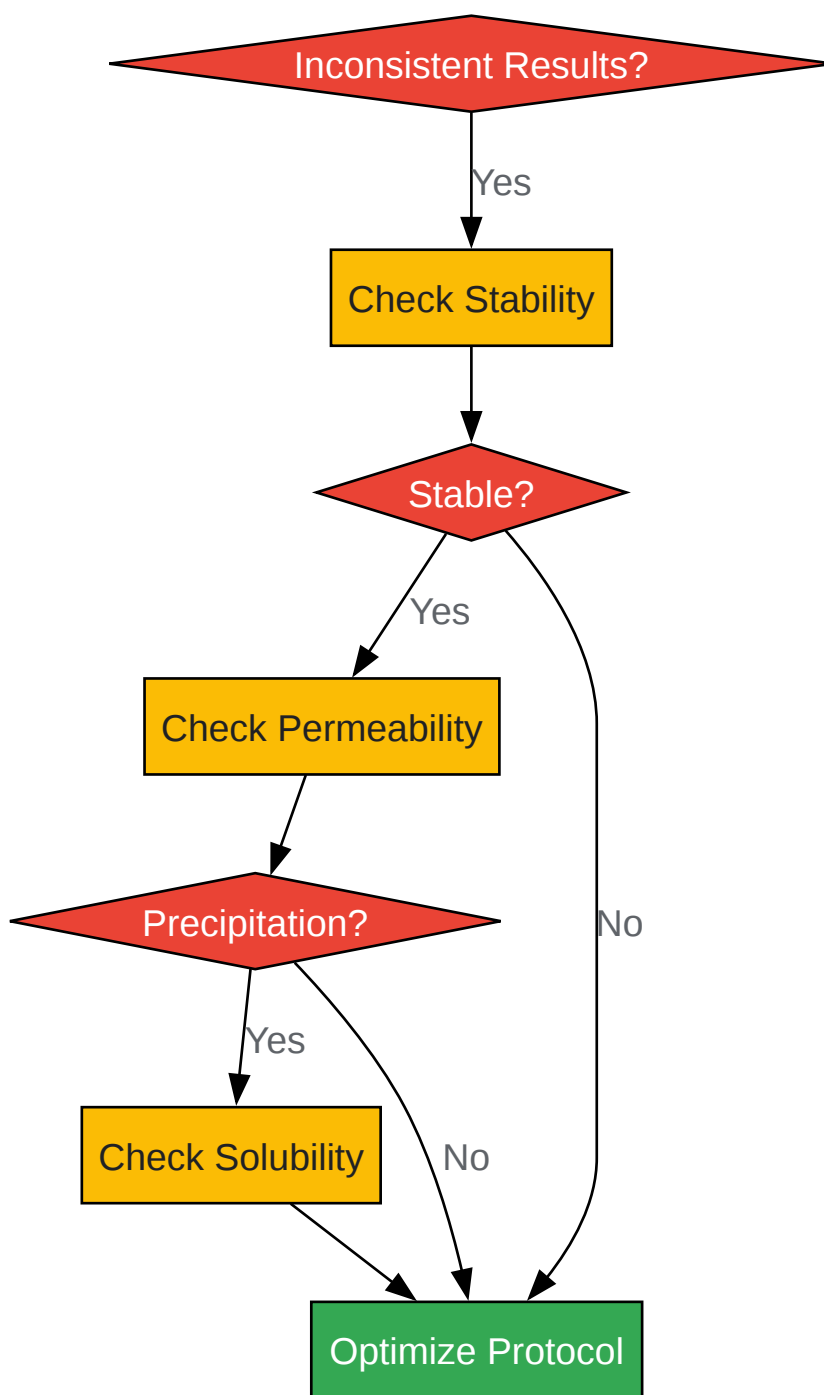 Inconsistent Results?
Yes
Check Stability
Stable?
Yes
Check Permeability
Precipitation?
No
Yes
Check Solubility
No
Optimize Protocol